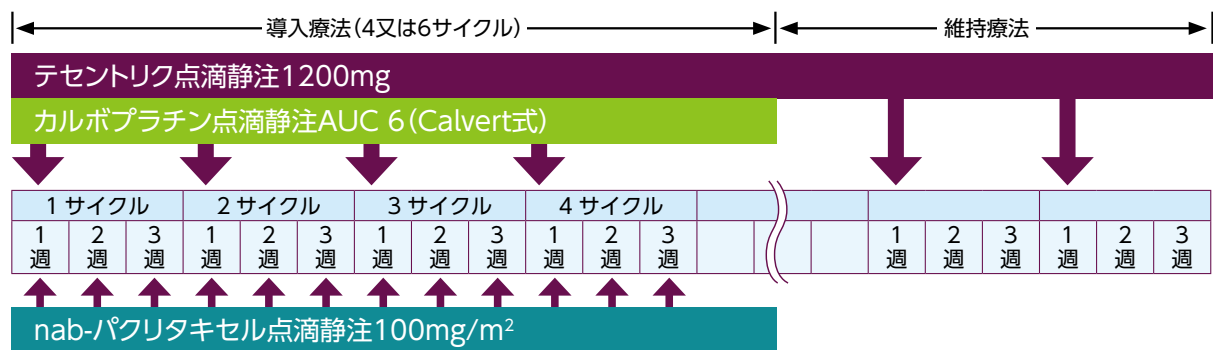 導入療法(4又は6サイクル) 維持療法
テセントリク点滴静注1200mg
カルボプラチン点滴静注AUC 6(Calvert式)
1サイクル 2サイクル 3サイクル 4サイクル
1週 2週 3週 1週 2週 3週 1週 2週 3週 1週 2週 3週 1週 2週 3週 1週 2週 3週
nab-パクリタキセル点滴静注100mg/m²